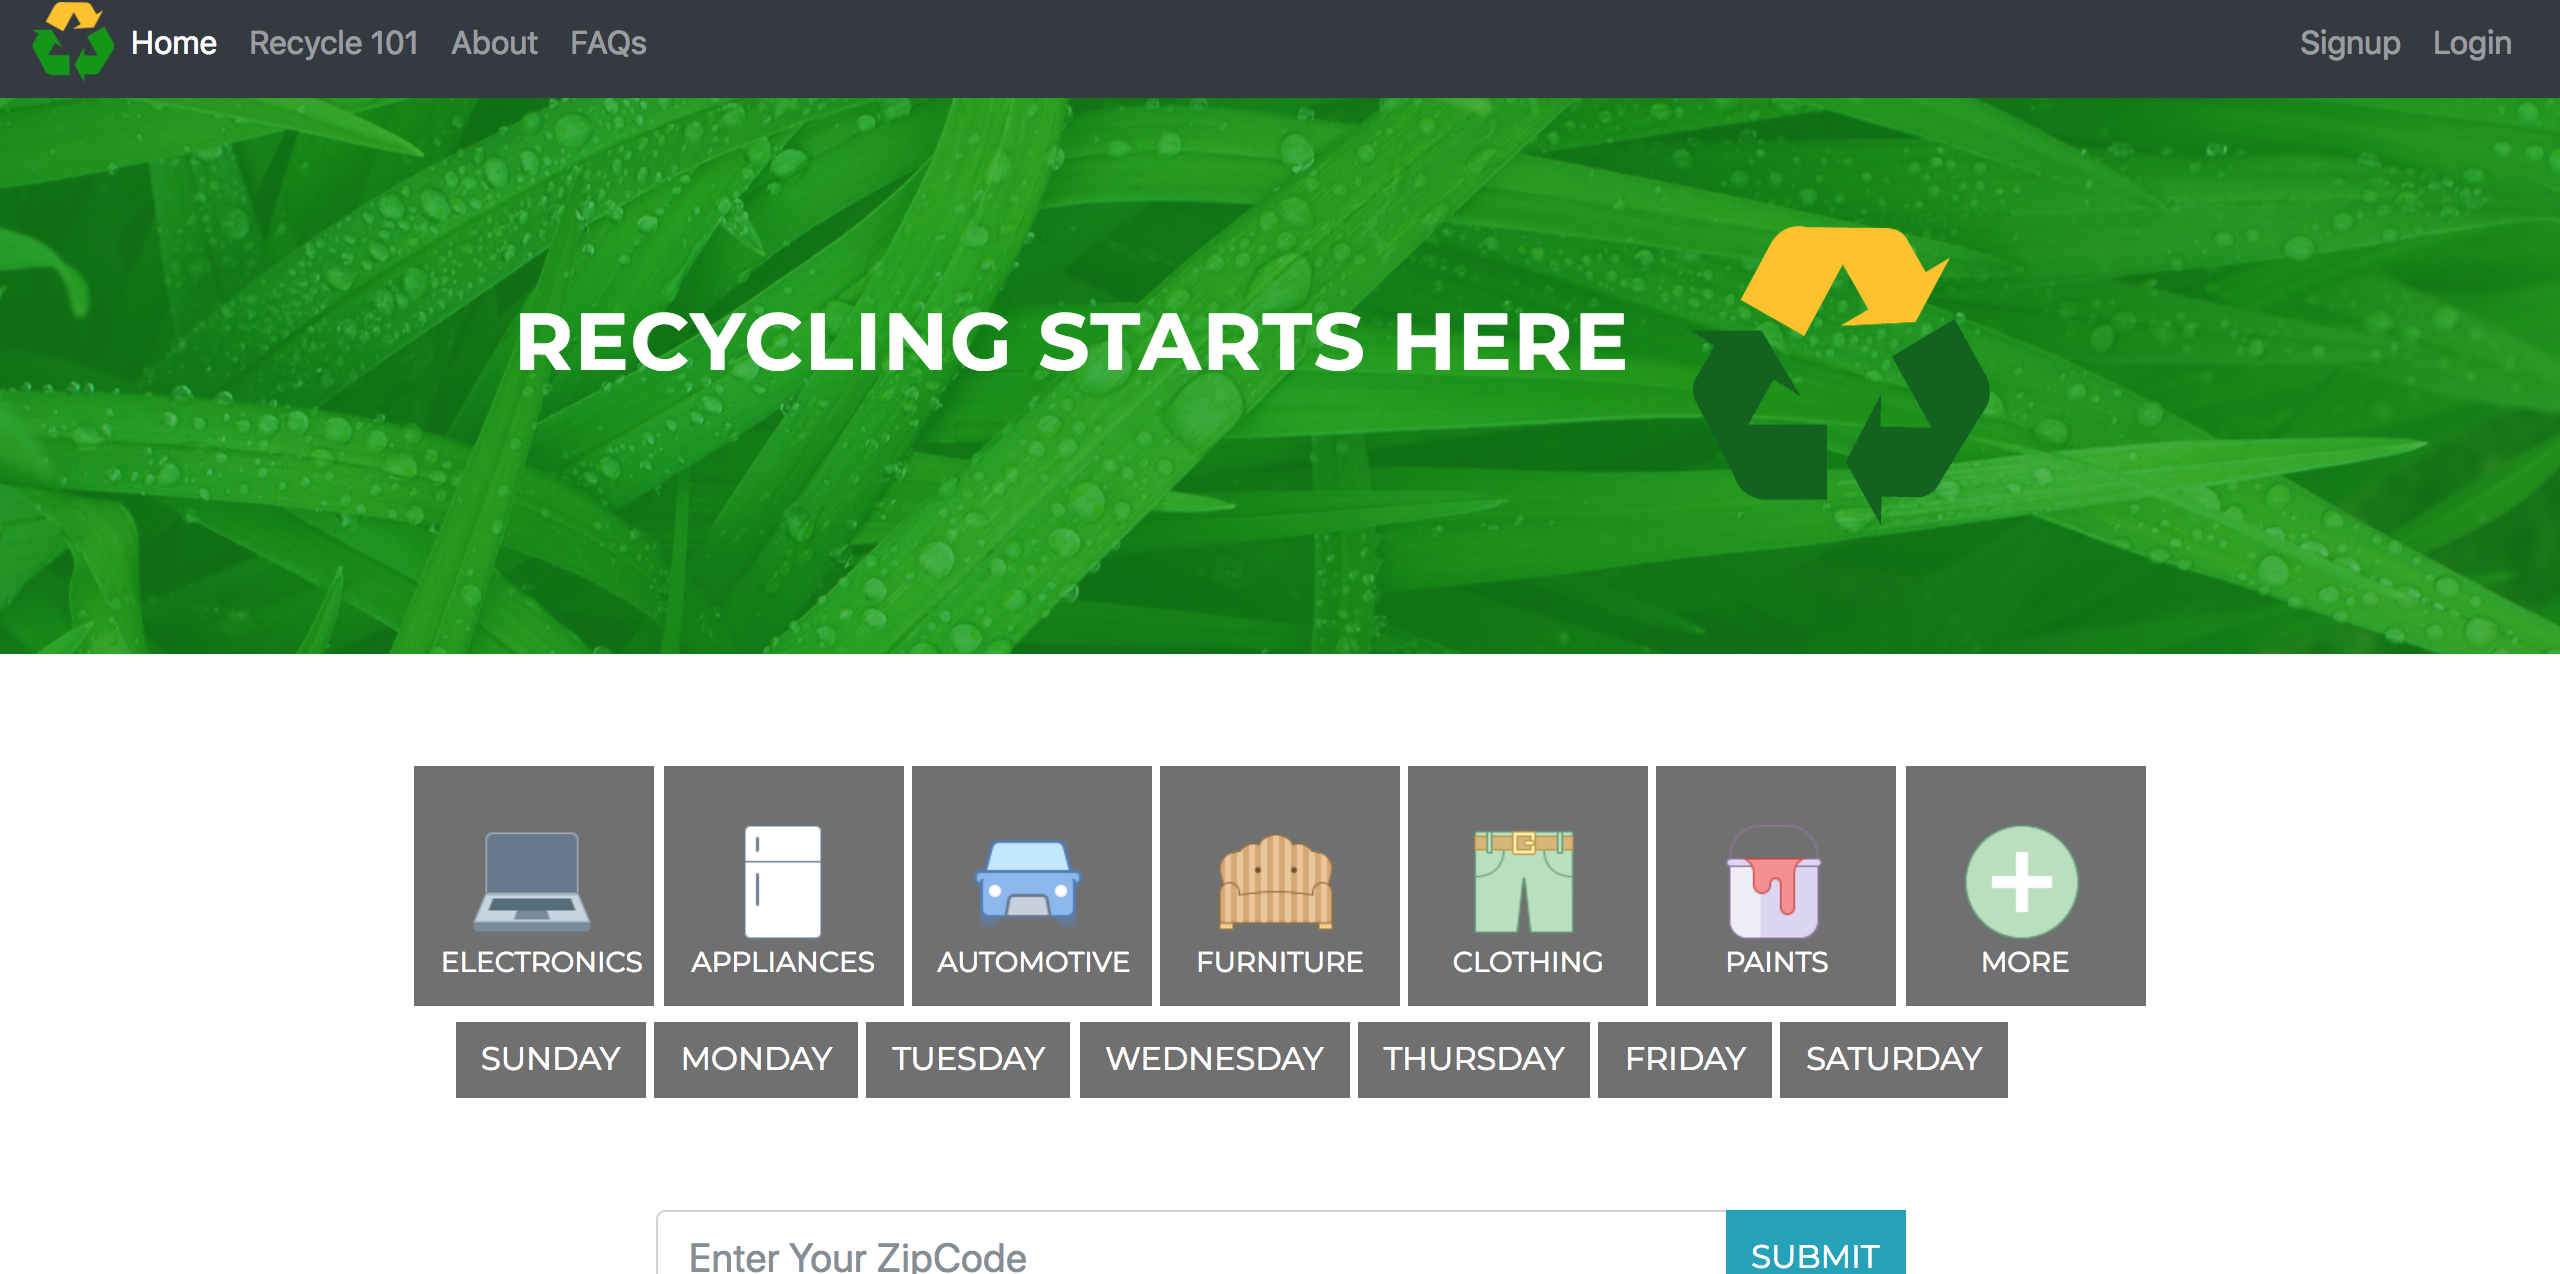 Home Recycle 101 About FAQs Signup Login
RECYCLING STARTS HERE
ELECTRONICS APPLIANCES AUTOMOTIVE FURNITURE CLOTHING PAINTS MORE
SUNDAY MONDAY TUESDAY WEDNESDAY THURSDAY FRIDAY SATURDAY
Enter Your ZipCode SUBMIT